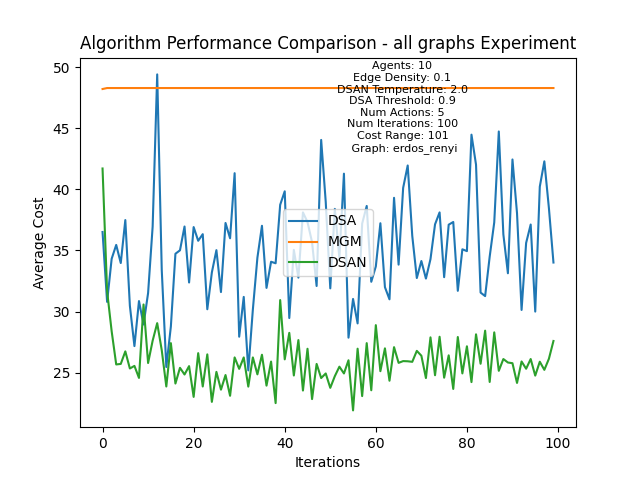 Algorithm Performance Comparison - all graphs Experiment
Agents: 10
Edge Density: 0.1
DSAN Temperature: 2.0
DSA Threshold: 0.9
Num Actions: 5
Num Iterations: 100
Cost Range: 101
Graph: erdos_renyi
DSA
MGM
DSAN
Average Cost
50
45
40
35
30
25
0 20 40 60 80 100
Iterations